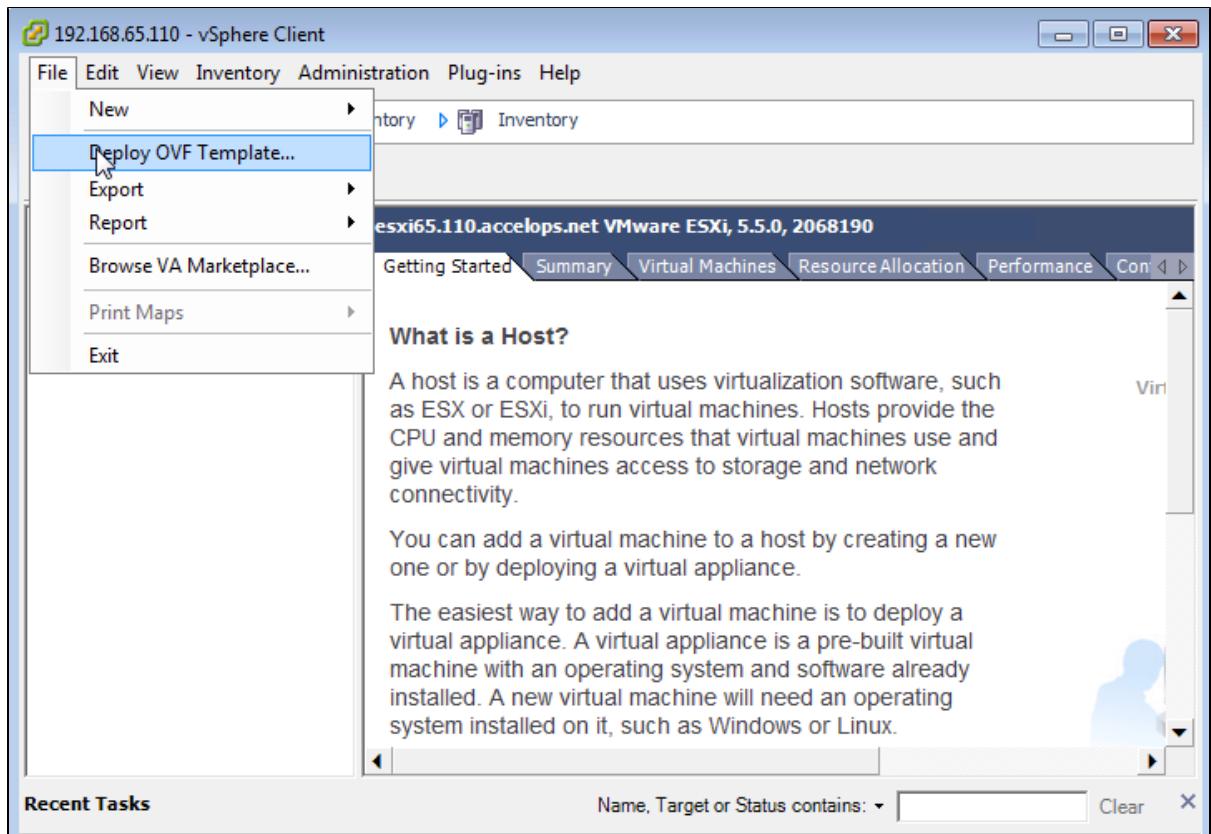 192.168.65.110 - vSphere Client
File Edit View Inventory Administration Plug-ins Help
New
ntory Inventory
Deploy OVF Template...
Export
Report
esxi65.110.accelops.net VMware ESXi, 5.5.0, 2068190
Browse VA Marketplace...
Getting Started Summary Virtual Machines Resource Allocation Performance Con
Print Maps
What is a Host?
Exit
A host is a computer that uses virtualization software, such
Virt
as ESX or ESXi, to run virtual machines. Hosts provide the
CPU and memory resources that virtual machines use and
give virtual machines access to storage and network
connectivity.
You can add a virtual machine to a host by creating a new
one or by deploying a virtual appliance.
The easiest way to add a virtual machine is to deploy a
virtual appliance. A virtual appliance is a pre-built virtual
machine with an operating system and software already
installed. A new virtual machine will need an operating
system installed on it, such as Windows or Linux.
Recent Tasks Name, Target or Status contains: Clear